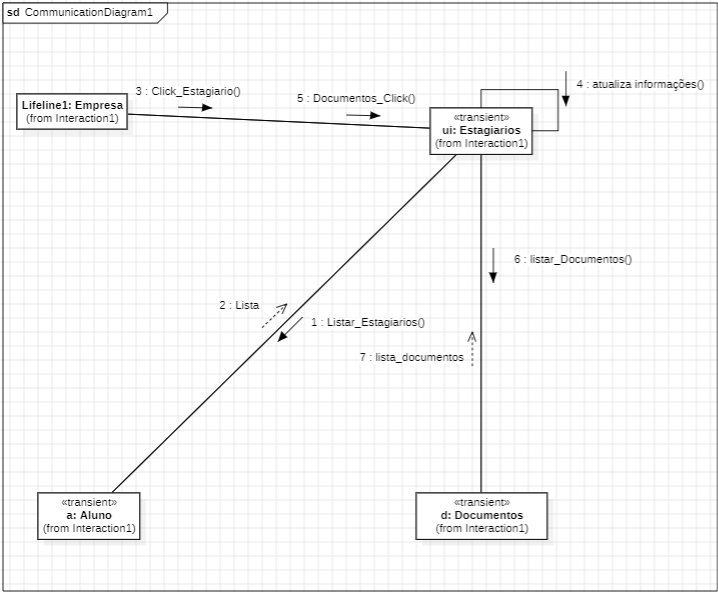 sd CommunicationDiagram1
3 : Click_Estagiario()
5 : Documentos_Click()
4 : atualiza informações()
Lifeline1: Empresa
(from Interaction1)
«transient»
ui: Estagiarios
(from Interaction1)
6 : listar_Documentos()
2 : Lista
1 : Listar_Estagiarios()
7 : lista_documentos
«transient»
a: Aluno
(from Interaction1)
«transient»
d: Documentos
(from Interaction1)